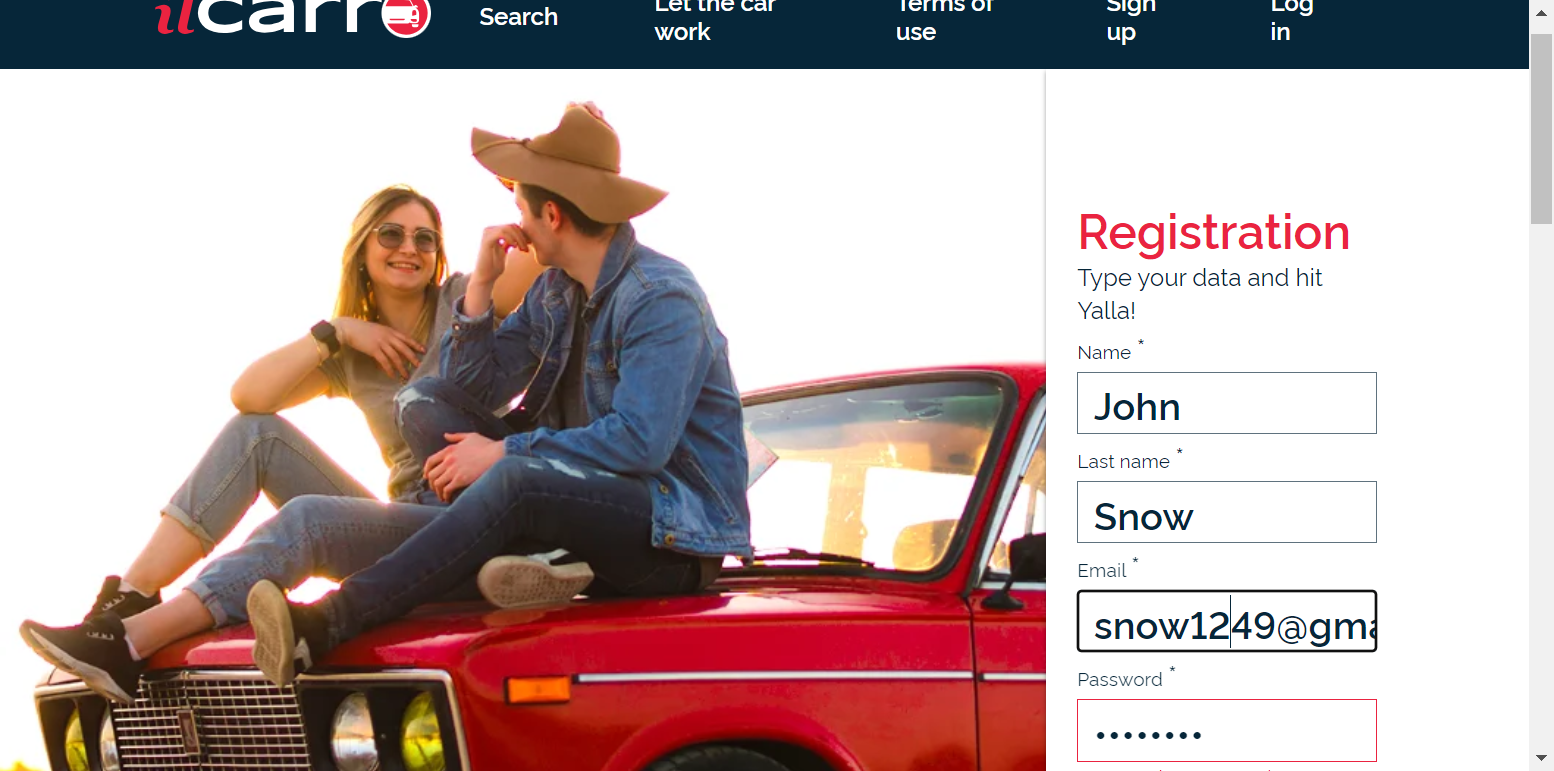 ilcarro
Search
Let the car
work
Terms of
use
Sign
up
Log
in
Registration
Type your data and hit
Yalla!
Name *
John
Last name *
Snow
Email *
snow1249@gma
Password *
••••••••